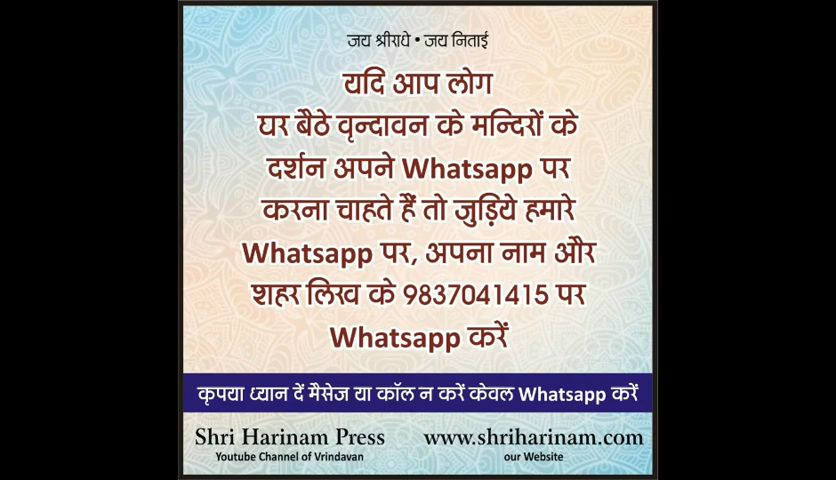 जय श्रीराधे • जय निताई
यदि आप लोग
घर बैठे वृन्दावन के मन्दिरों के
दर्शन अपने Whatsapp पर
करना चाहते हैं तो जुड़िये हमारे
Whatsapp पर, अपना नाम और
शहर लिख के 9837041415 पर
Whatsapp करें
कृपया ध्यान दें मैसेज या कॉल न करें केवल Whatsapp करें
Shri Harinam Press www.shriharinam.com
Youtube Channel of Vrindavan our Website